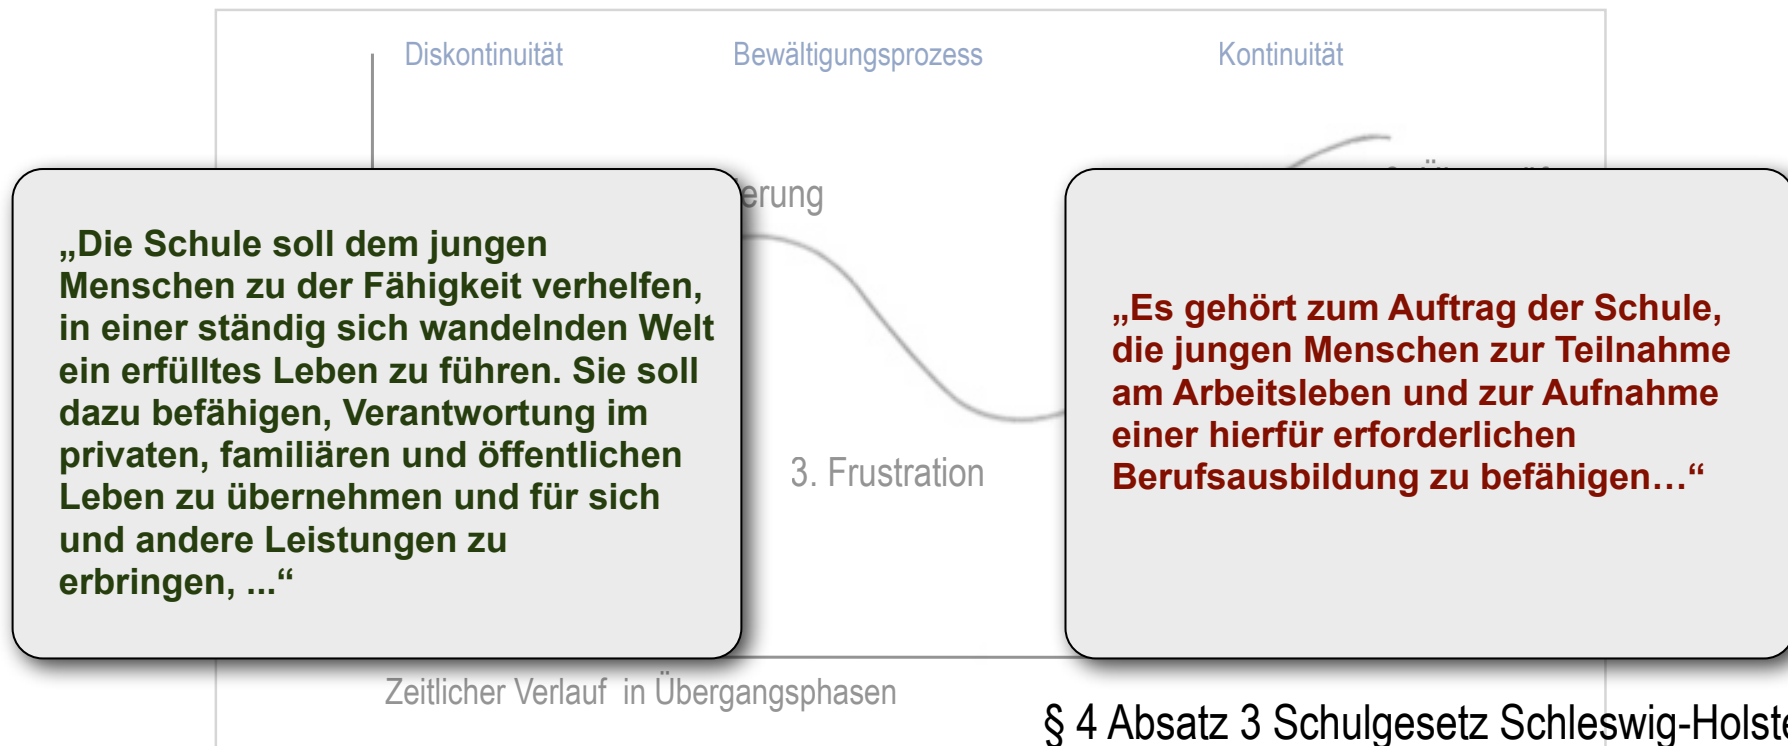 Diskontinuität Bewältigungsprozess Kontinuität
„Die Schule soll dem jungen
Menschen zu der Fähigkeit verhelfen,
in einer ständig sich wandelnden Welt
ein erfülltes Leben zu führen. Sie soll
dazu befähigen, Verantwortung im
privaten, familiären und öffentlichen
Leben zu übernehmen und für sich
und andere Leistungen zu
erbringen, ...“
3. Frustration
„Es gehört zum Auftrag der Schule,
die jungen Menschen zur Teilnahme
am Arbeitsleben und zur Aufnahme
einer hierfür erforderlichen
Berufsausbildung zu befähigen…“
Zeitlicher Verlauf in Übergangsphasen
§ 4 Absatz 3 Schulgesetz